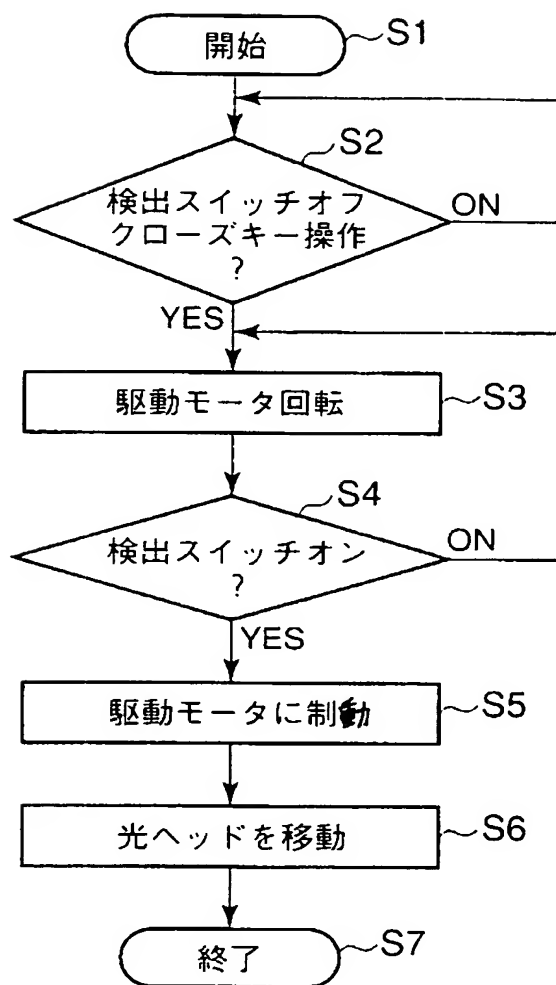 開始
S1
S2
検出スイッチオフ
クローズキー操作
?
ON
YES
駆動モータ回転
S3
S4
検出スイッチオン
?
ON
YES
駆動モータに制動
S5
光ヘッドを移動
S6
終了
S7